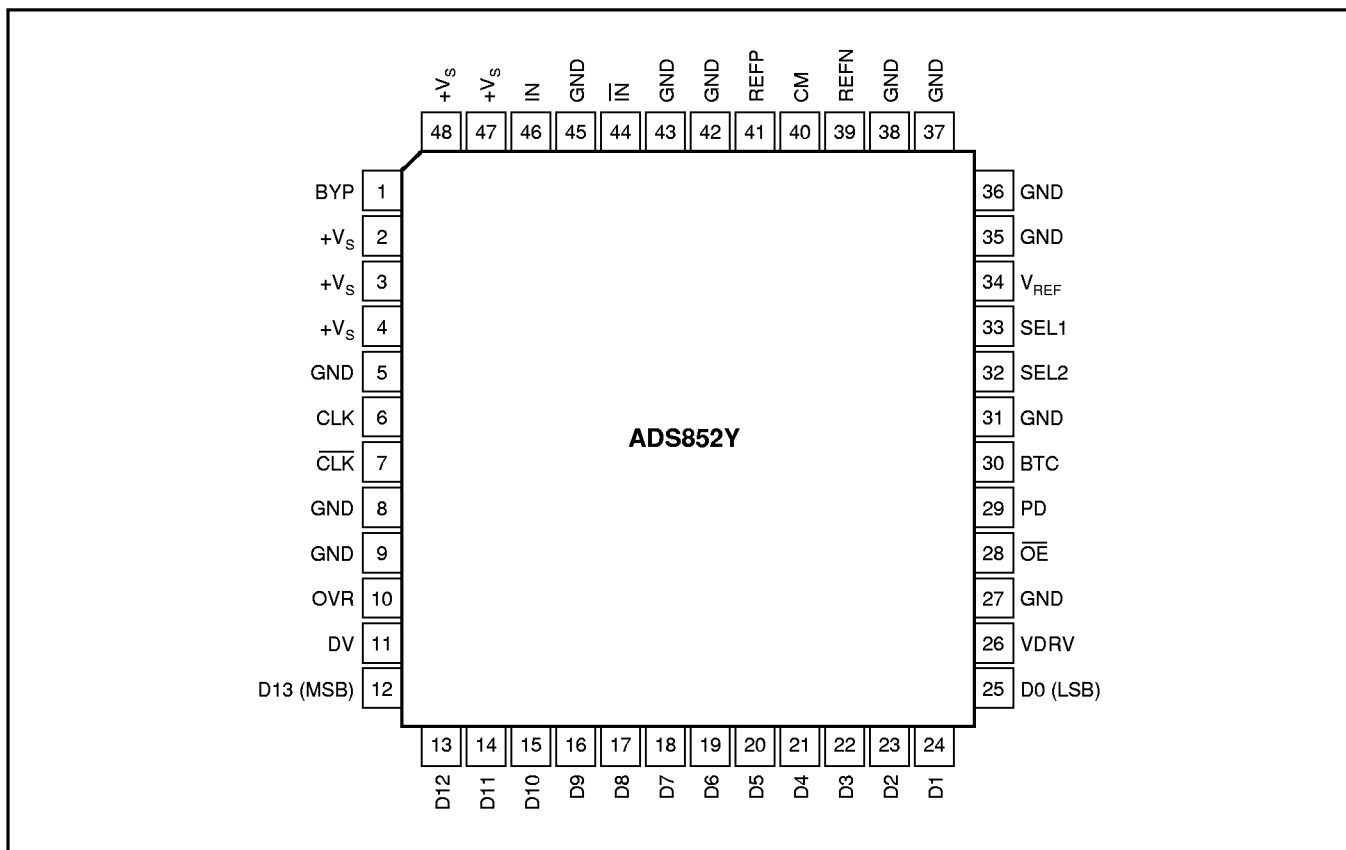 +VS +VS IN GND I̅N̅ GND GND REFP CM REFN GND GND
48 47 46 45 44 43 42 41 40 39 38 37
BYP 1
+VS 2
+VS 3
+VS 4
GND 5
CLK 6
C̅L̅K̅ 7
GND 8
GND 9
OVR 10
DV 11
D13 (MSB) 12
ADS852Y
36 GND
35 GND
34 VREF
33 SEL1
32 SEL2
31 GND
30 BTC
29 PD
28 O̅E̅
27 GND
26 VDRV
25 D0 (LSB)
13 14 15 16 17 18 19 20 21 22 23 24
D12 D11 D10 D9 D8 D7 D6 D5 D4 D3 D2 D1